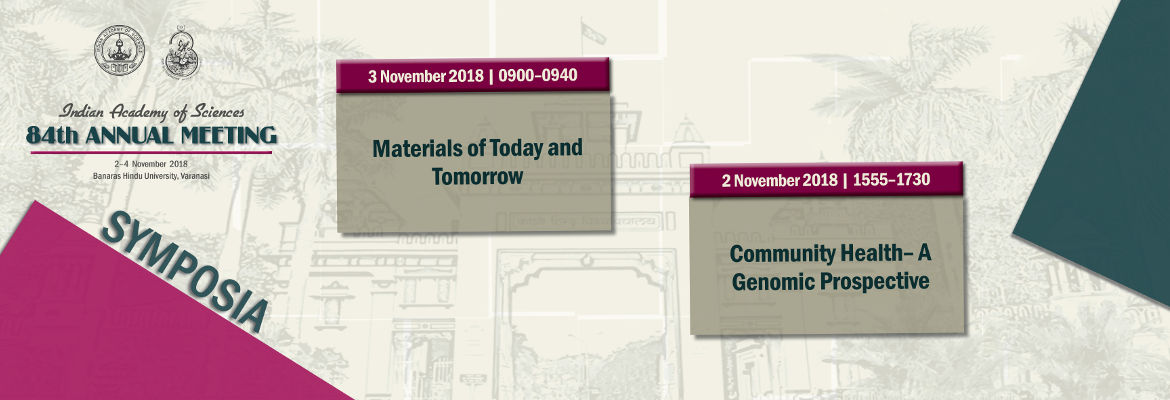 Indian Academy of Sciences
84th ANNUAL MEETING
2–4 November 2018
Banaras Hindu University, Varanasi
SYMPOSIA
3 November 2018 | 0900–0940
Materials of Today and
Tomorrow
2 November 2018 | 1555–1730
Community Health– A
Genomic Prospective